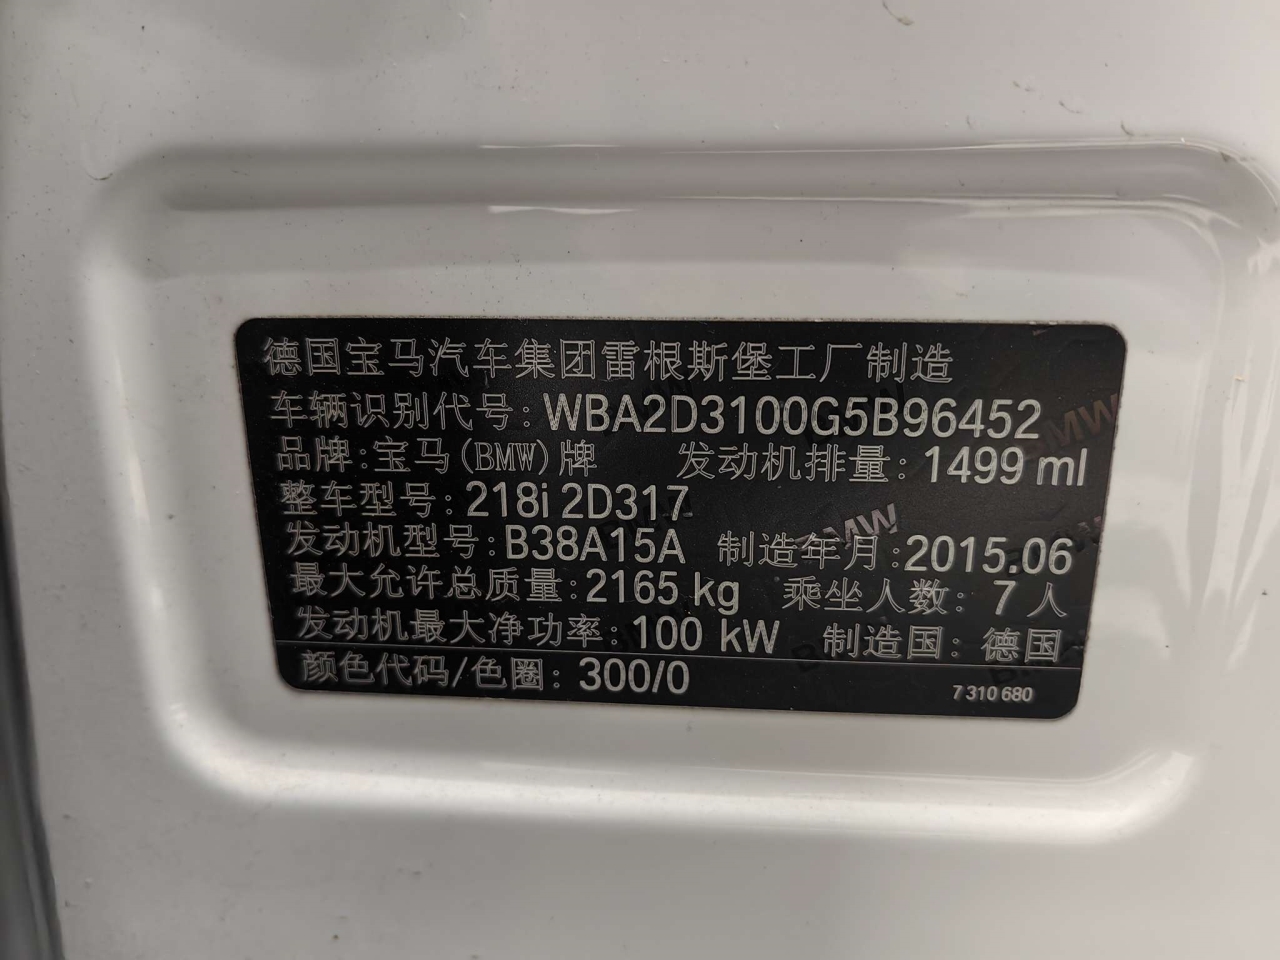 德国宝马汽车集团雷根斯堡工厂制造
车辆识别代号: WBA2D3100G5B96452
品牌:宝马(BMW)牌 发动机排量: 1499 ml
整车型号: 218i 2D317
发动机型号: B38A15A 制造年月:2015.06
最大允许总质量:2165 kg 乘坐人数: 7人
发动机最大净功率:100 kW 制造国: 德国
颜色代码/色圈: 300/0 7 310 680